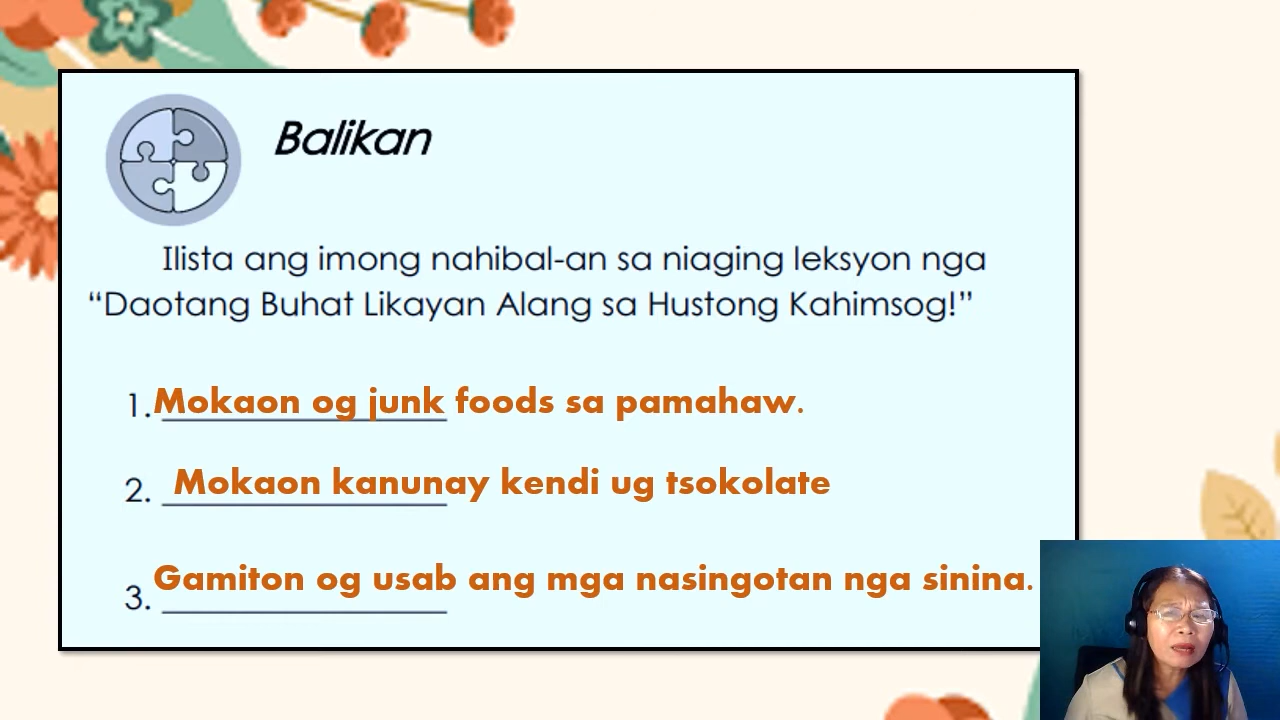 Balikan
Ilista ang imong nahibal-an sa niaging leksyon nga
“Daotang Buhat Likayan Alang sa Hustong Kahimsog!”
1. Mokaon og junk foods sa pamahaw.
2. Mokaon kanunay kendi ug tsokolate
3. Gamiton og usab ang mga nasingotan nga sinina.